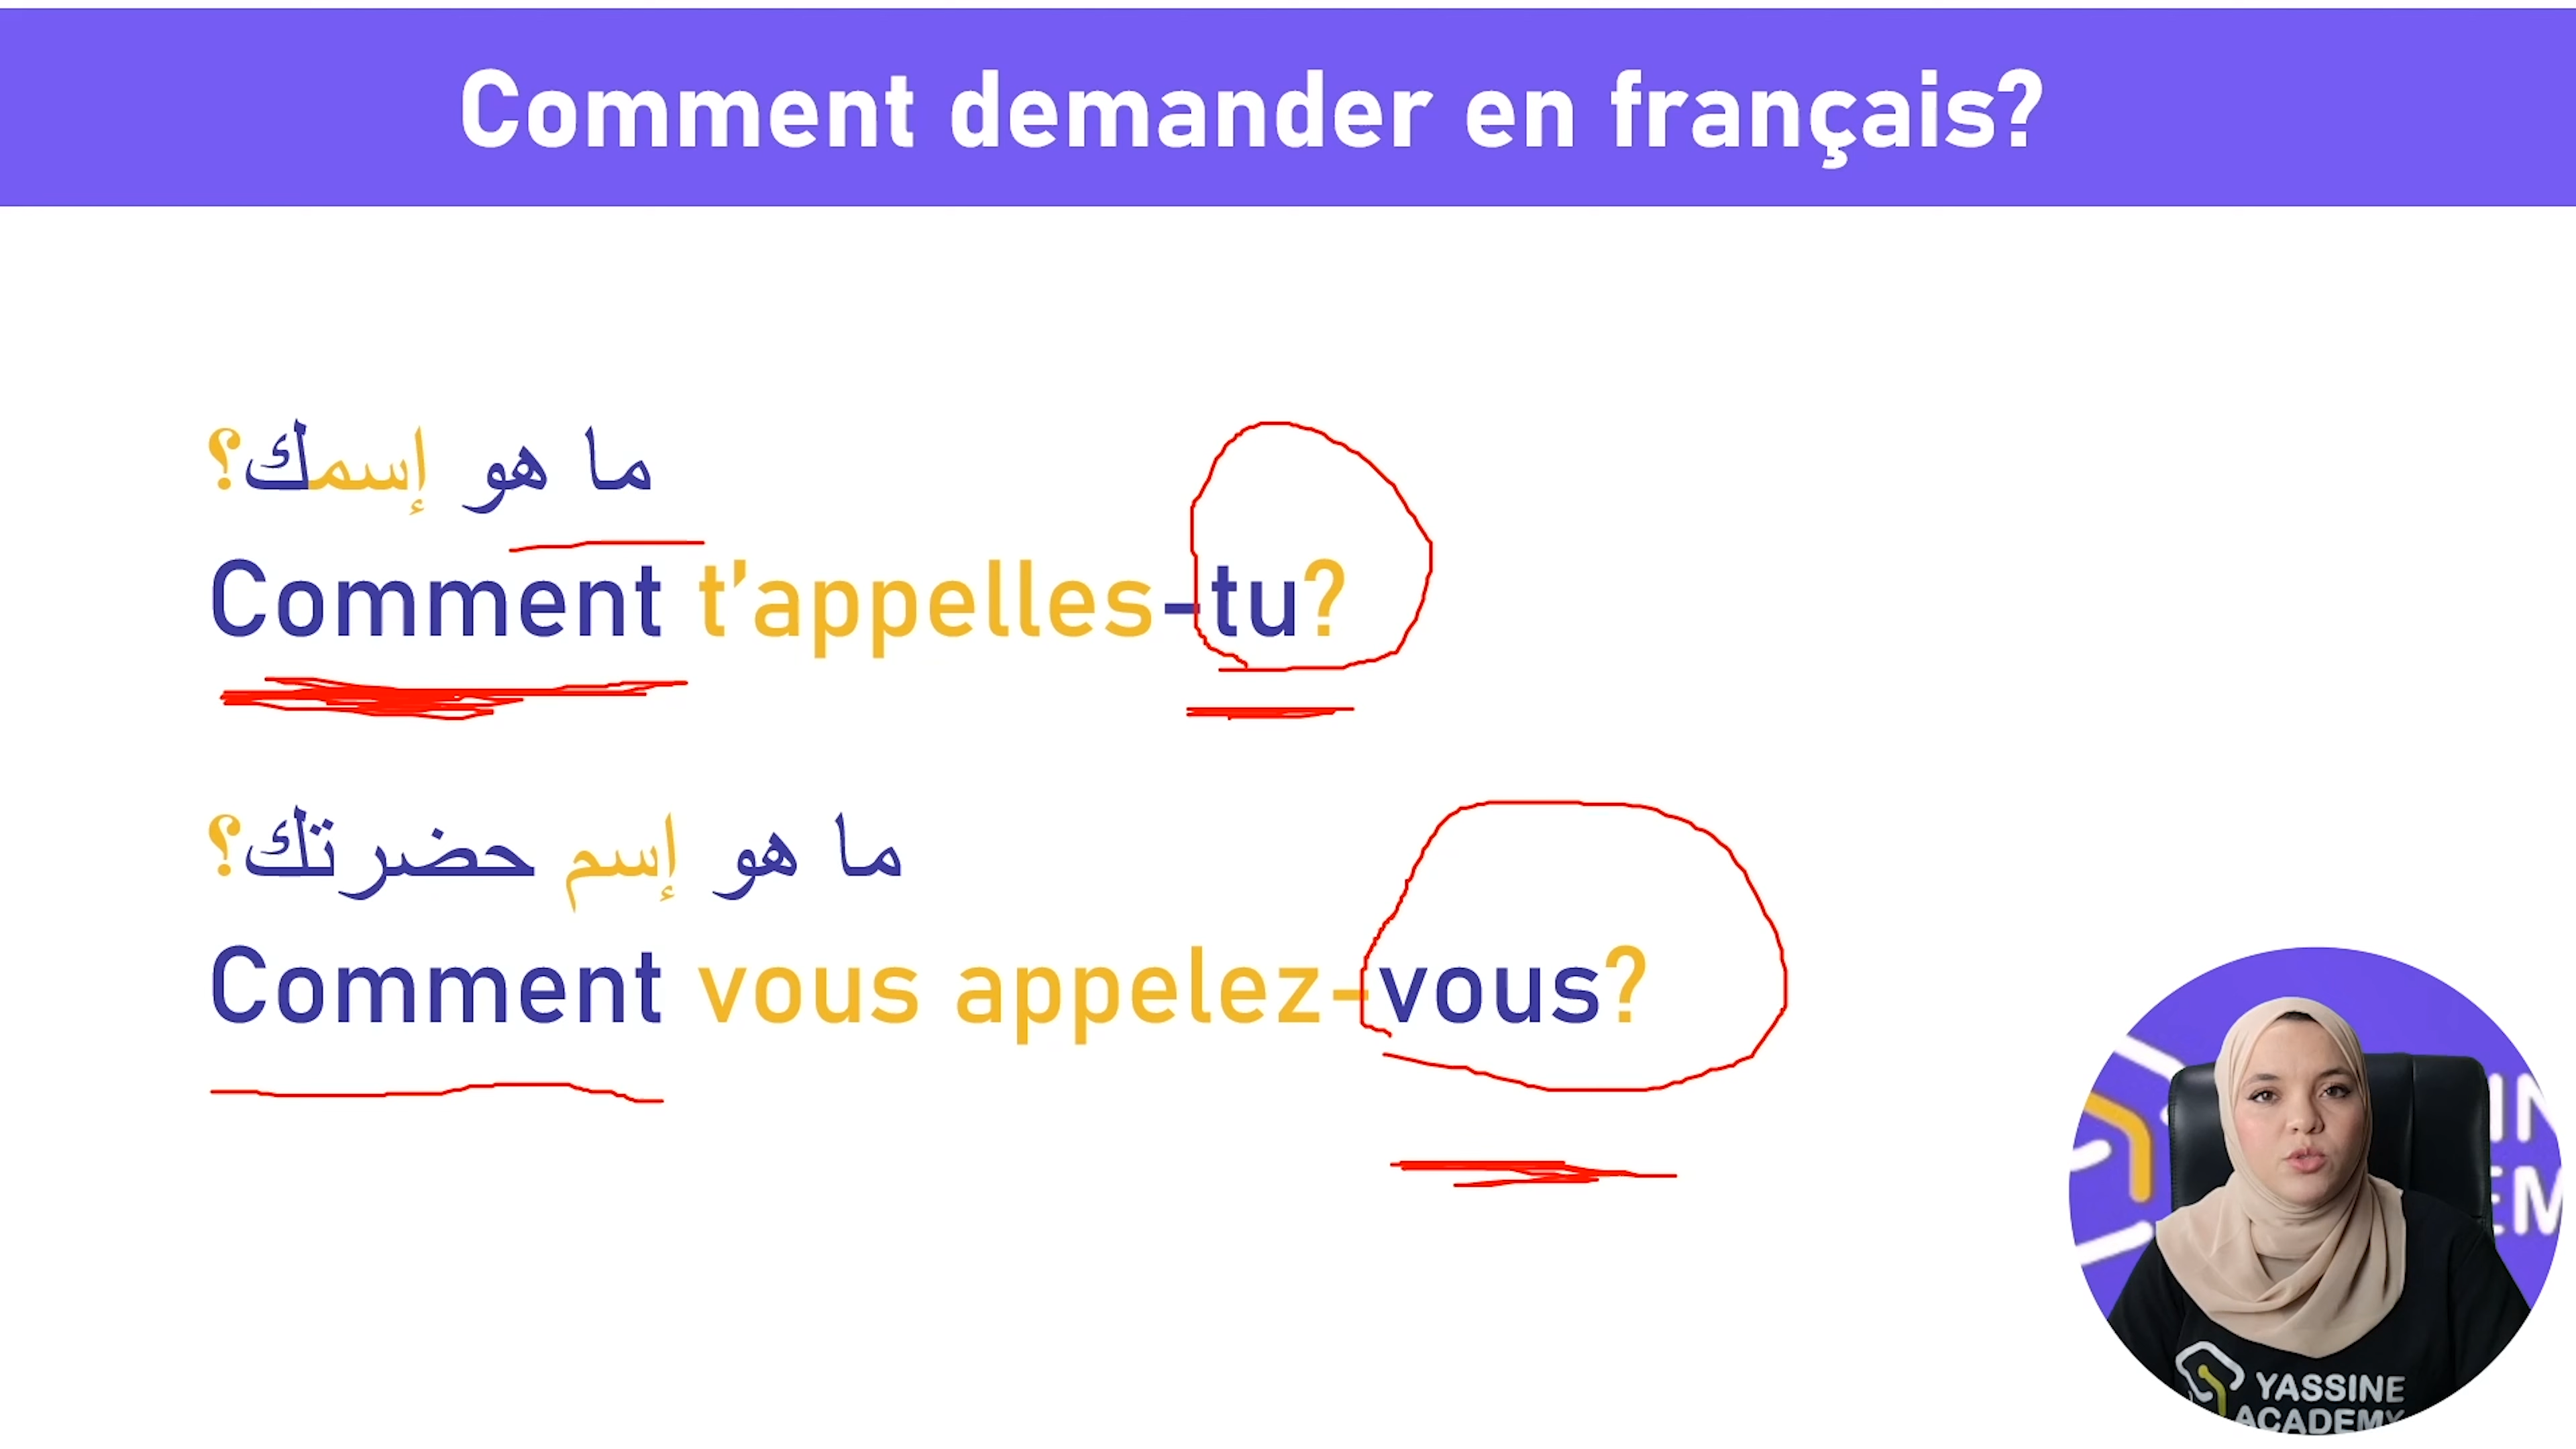 Comment demander en français?
ما هو إسمك؟
Comment t’appelles-tu?
ما هو إسم حضرتك؟
Comment vous appelez-vous?
YASSINE
ACADEMY